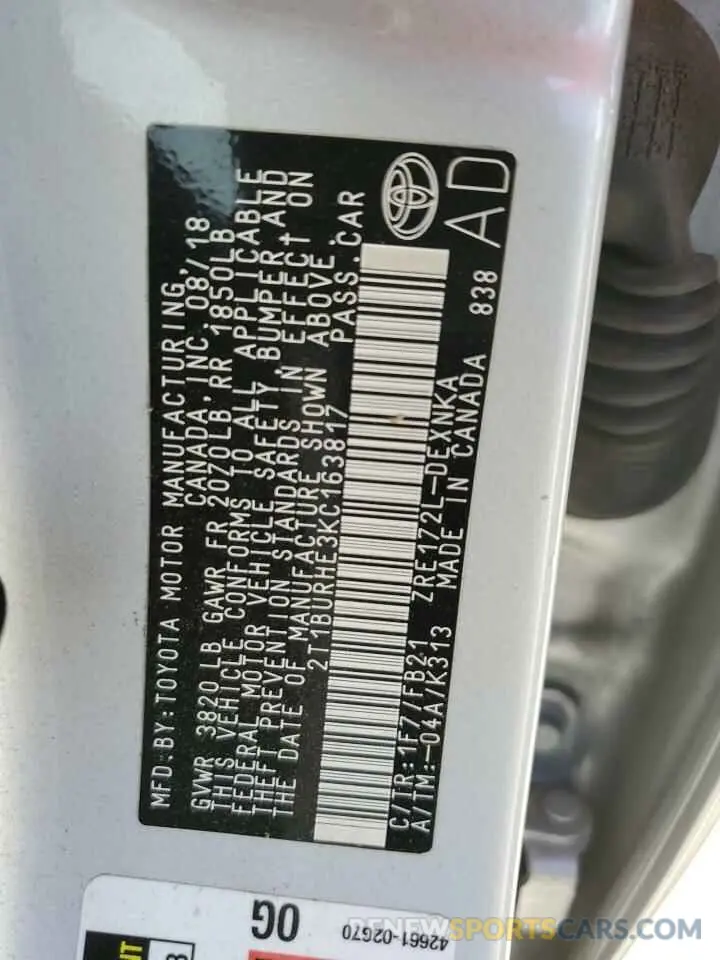 MFD.BY:TOYOTA MOTOR MANUFACTURING,
CANADA,INC. 08/18
GVWR 3820LB GAWR FR 2070LB RR 1850LB
THIS VEHICLE CONFORMS TO ALL APPLICABLE
FEDERAL MOTOR VEHICLE SAFETY,BUMPER,AND
THEFT PREVENTION STANDARDS IN EFFECT ON
THE DATE OF MANUFACTURE SHOWN ABOVE.
2T1BURHE3KC163817 PASS.CAR
C/TR:1F7/FB21 ZRE172L-DEXNKA 838
A/TM:-04A/K313 MADE IN CANADA
AD
0G
42661-02G70
RENEWSPORTSCARS.COM